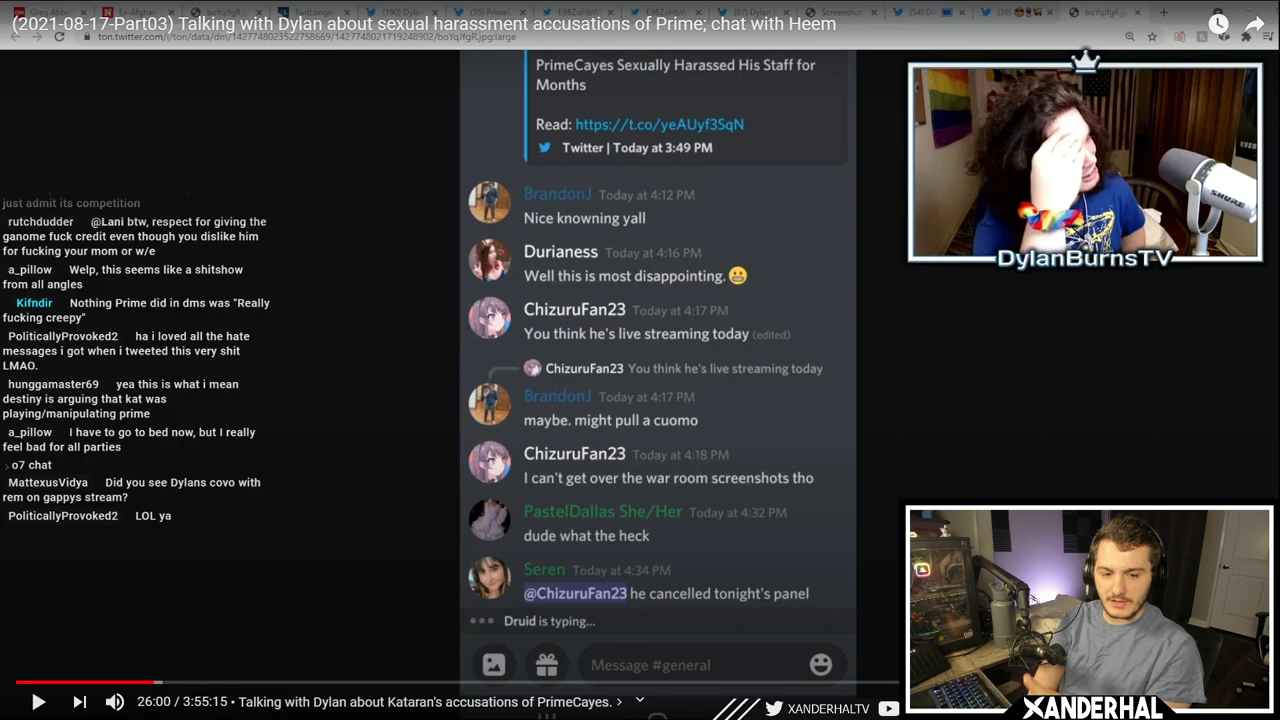 (2021-08-17-Part03) Talking with Dylan about sexual harassment accusations of Prime; chat with Heem
ton.twitter.com/i/ton/data/dm/1427748023522758669/1427748021719248902/boYqJfgR.jpg:large
PrimeCayes Sexually Harassed His Staff for
Months
Read: https://t.co/yeAUyf3SqN
Twitter | Today at 3:49 PM
BrandonJ Today at 4:12 PM
Nice knowning yall
Durianess Today at 4:16 PM
Well this is most disappointing.
ChizuruFan23 Today at 4:17 PM
You think he's live streaming today (edited)
ChizuruFan23 You think he's live streaming today
BrandonJ Today at 4:17 PM
maybe. might pull a cuomo
ChizuruFan23 Today at 4:18 PM
I can't get over the war room screenshots tho
PastelDallas She/Her Today at 4:32 PM
dude what the heck
Seren Today at 4:34 PM
@ChizuruFan23 he cancelled tonight's panel
Druid is typing...
Message #general
just admit its competition
rutchdudder @Lani btw, respect for giving the
ganome fuck credit even though you dislike him
for fucking your mom or w/e
a_pillow Welp, this seems like a shitshow
from all angles
Kifndir Nothing Prime did in dms was "Really
fucking creepy"
PoliticallyProvoked2 ha i loved all the hate
messages i got when i tweeted this very shit
LMAO.
hunggamaster69 yea this is what i mean
destiny is arguing that kat was
playing/manipulating prime
a_pillow I have to go to bed now, but I really
feel bad for all parties
o7 chat
MattexusVidya Did you see Dylans covo with
rem on gappys stream?
PoliticallyProvoked2 LOL ya
SHURE
DylanBurnsTV
26:00 / 3:55:15 • Talking with Dylan about Kataran's accusations of PrimeCayes. >
XANDERHALTV
XANDERHAL